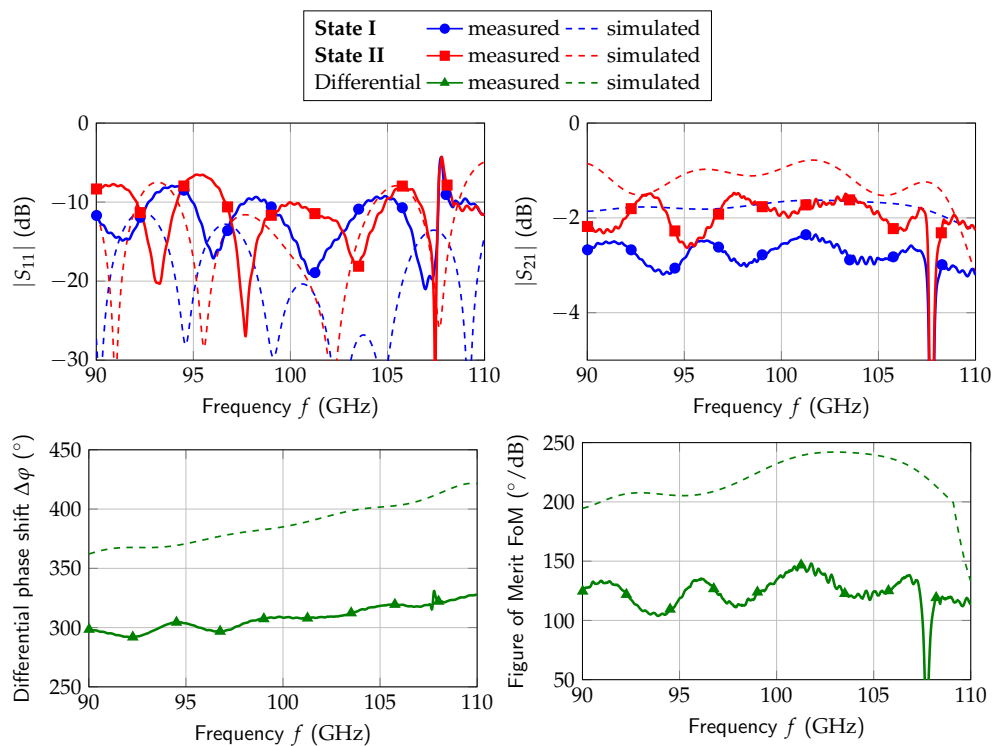 State I measured simulated
State II measured simulated
Differential measured simulated
0
−10
−20
−30
90 95 100 105 110
|S11| (dB)
Frequency f (GHz)
0
−2
−4
90 95 100 105 110
|S21| (dB)
Frequency f (GHz)
450
400
350
300
250
90 95 100 105 110
Differential phase shift Δφ (°)
Frequency f (GHz)
250
200
150
100
50
90 95 100 105 110
Figure of Merit FoM (°/dB)
Frequency f (GHz)